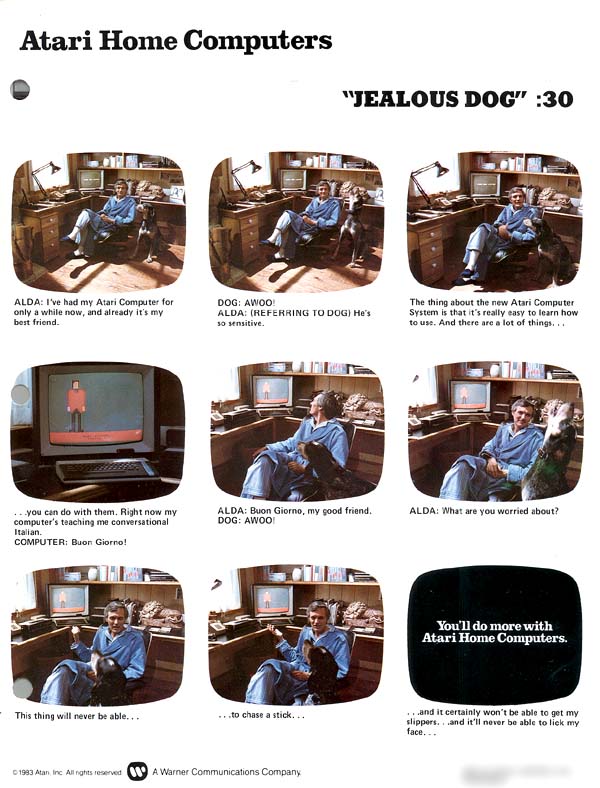 Atari Home Computers
"JEALOUS DOG" :30
ALDA: I've had my Atari Computer for
only a while now, and already it's my
best friend.
DOG: AWOO!
ALDA: (REFERRING TO DOG) He's
so sensitive.
The thing about the new Atari Computer
System is that it's really easy to learn how
to use. And there are a lot of things. . .
. . .you can do with them. Right now my
computer's teaching me conversational
Italian.
COMPUTER: Buon Giorno!
ALDA: Buon Giorno, my good friend.
DOG: AWOO!
ALDA: What are you worried about?
This thing will never be able. . .
. . .to chase a stick. . .
You'll do more with
Atari Home Computers.
. . .and it certainly won't be able to get my
slippers. . .and it'll never be able to lick my
face. . .
©1983 Atari, Inc. All rights reserved
A Warner Communications Company.